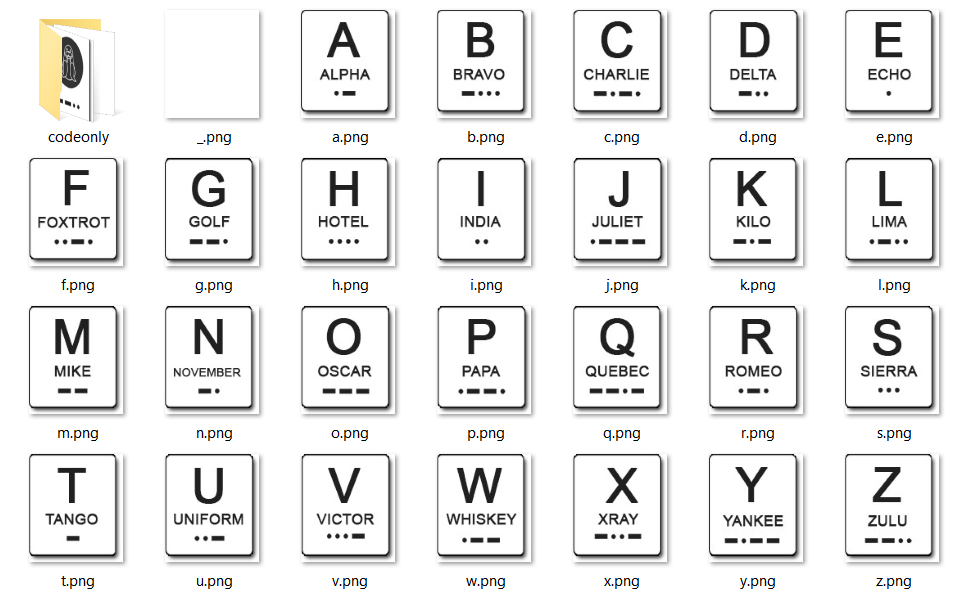 codeonly
_.png
A
ALPHA
a.png
B
BRAVO
b.png
C
CHARLIE
c.png
D
DELTA
d.png
E
ECHO
e.png
F
FOXTROT
f.png
G
GOLF
g.png
H
HOTEL
h.png
I
INDIA
i.png
J
JULIET
j.png
K
KILO
k.png
L
LIMA
l.png
M
MIKE
m.png
N
NOVEMBER
n.png
O
OSCAR
o.png
P
PAPA
p.png
Q
QUEBEC
q.png
R
ROMEO
r.png
S
SIERRA
s.png
T
TANGO
t.png
U
UNIFORM
u.png
V
VICTOR
v.png
W
WHISKEY
w.png
X
XRAY
x.png
Y
YANKEE
y.png
Z
ZULU
z.png